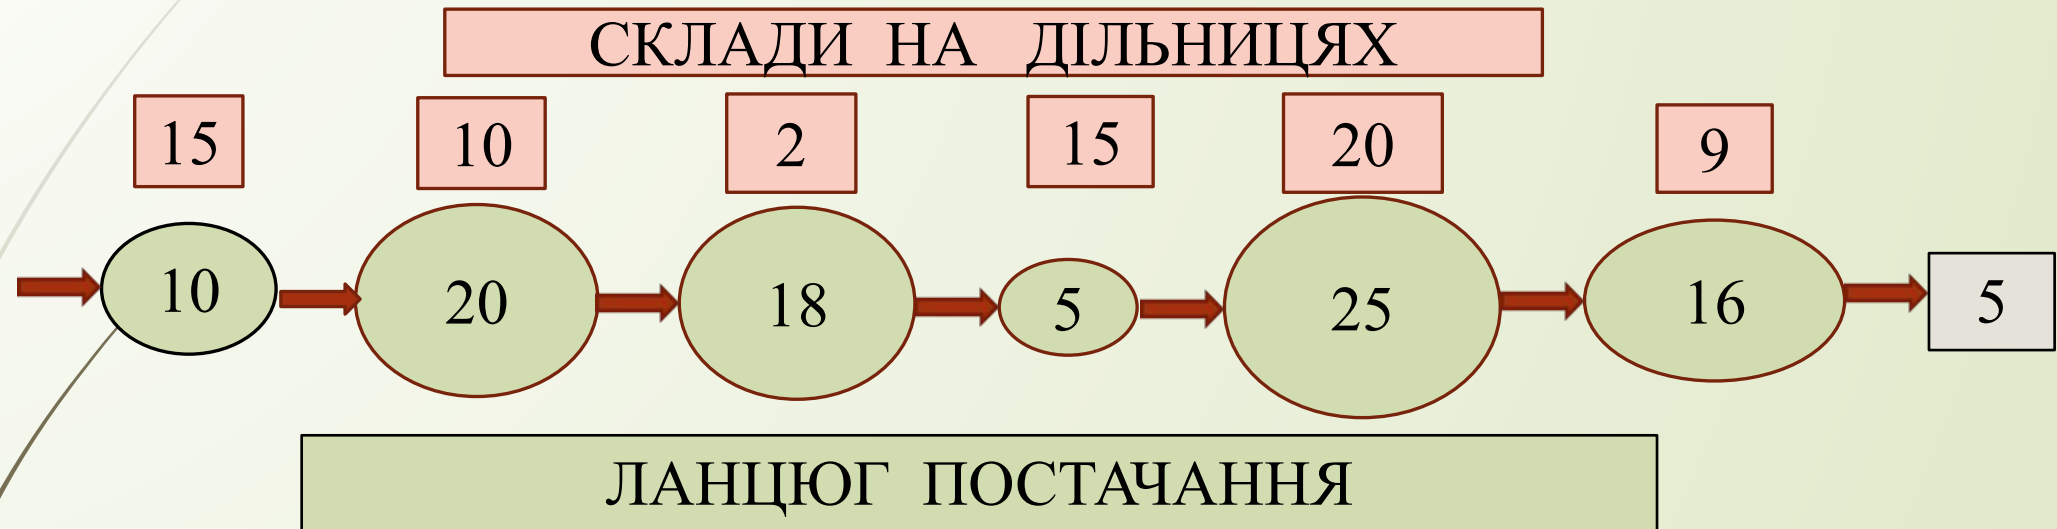 СКЛАДИ НА ДІЛЬНИЦЯХ
15 10 2 15 20 9
10 20 18 5 25 16 5
ЛАНЦЮГ ПОСТАЧАННЯ